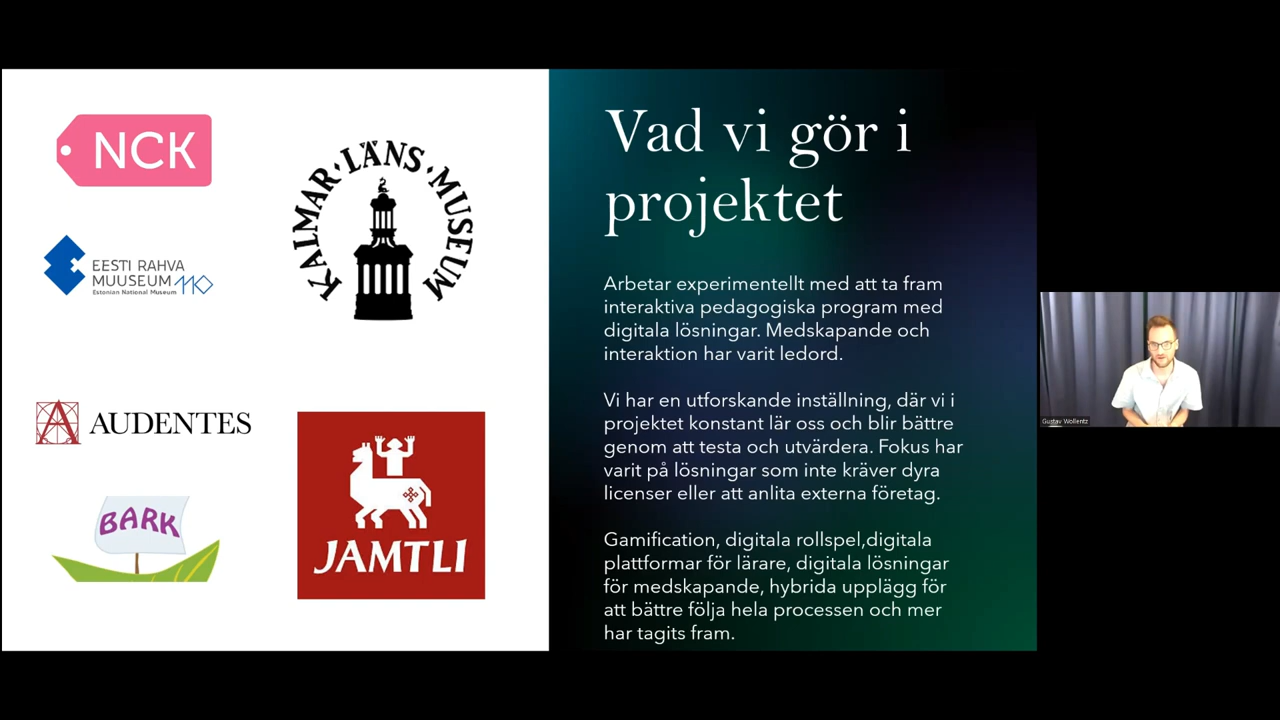 NCK
KALMAR·LÄNS·MUSEUM
EESTI RAHVA
MUUSEUM
Estonian National Museum
AUDENTES
BARK
JAMTLI
Vad vi gör i
projektet
Arbetar experimentellt med att ta fram
interaktiva pedagogiska program med
digitala lösningar. Medskapande och
interaktion har varit ledord.
Vi har en utforskande inställning, där vi i
projektet konstant lär oss och blir bättre
genom att testa och utvärdera. Fokus har
varit på lösningar som inte kräver dyra
licenser eller att anlita externa företag.
Gamification, digitala rollspel,digitala
plattformar för lärare, digitala lösningar
för medskapande, hybrida upplägg för
att bättre följa hela processen och mer
har tagits fram.
Gustav Wollentz